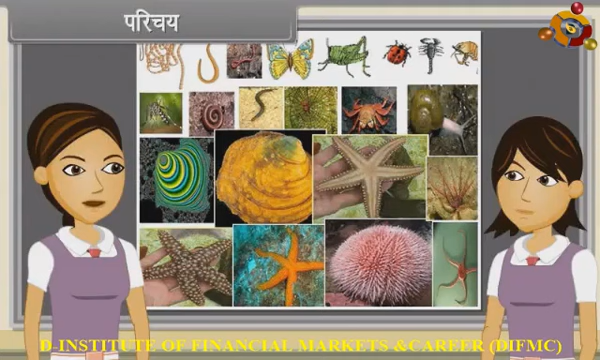 परिचय
D-INSTITUTE OF FINANCIAL MARKETS &CAREER (DIFMC)